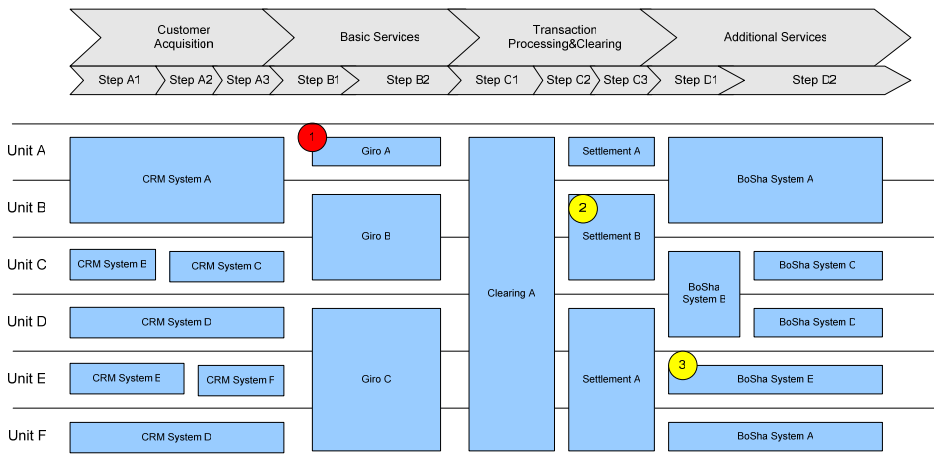 Customer
Acquisition
Basic Services
Transaction
Processing&Clearing
Additional Services
Step A1
Step A2
Step A3
Step B1
Step B2
Step C1
Step C2
Step C3
Step D1
Step D2
Unit A
CRM System A
1
Giro A
Clearing A
Settlement A
BoSha System A
Unit B
Giro B
2
Settlement B
Unit C
CRM System E
CRM System C
BoSha
System B
BoSha System C
Unit D
CRM System D
Giro C
Settlement A
BoSha System D
Unit E
CRM System E
CRM System F
3
BoSha System E
Unit F
CRM System D
BoSha System A